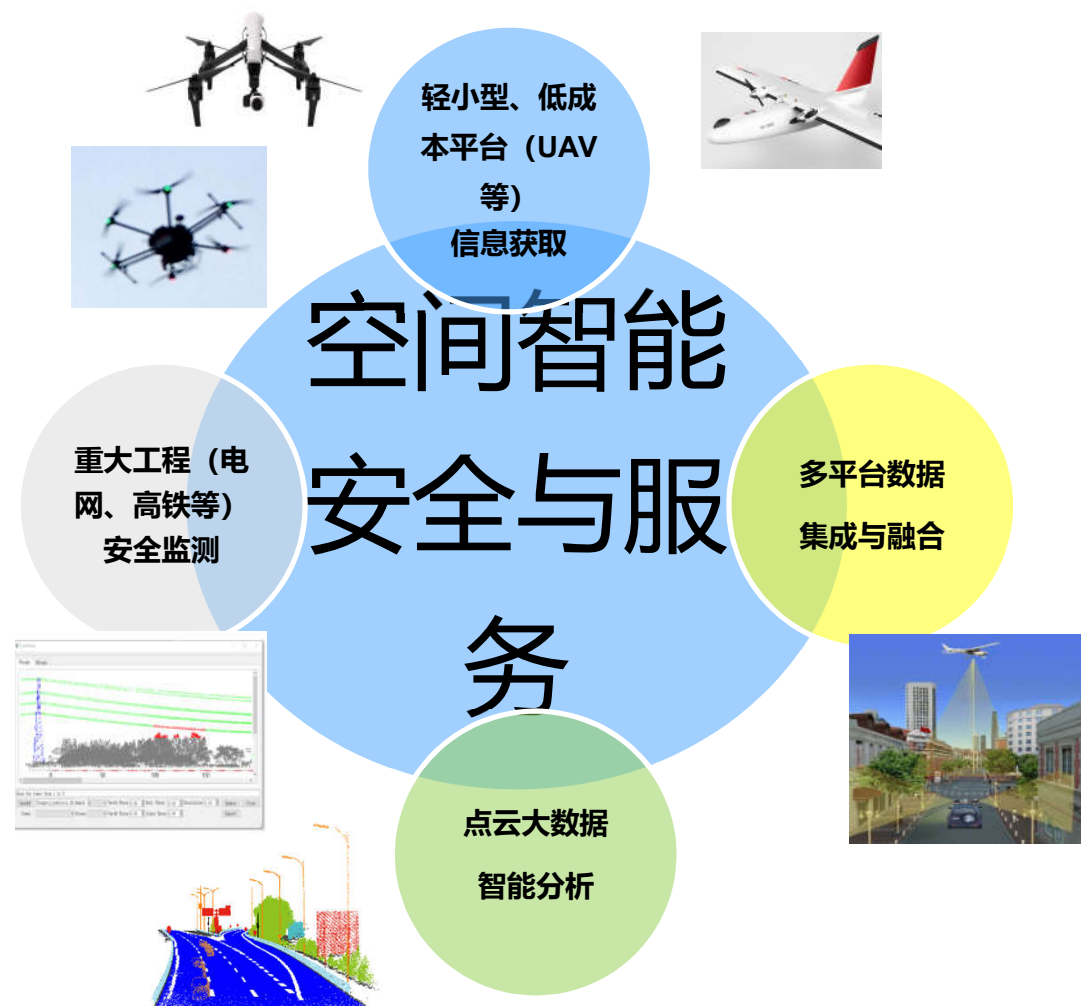 轻小型、低成
本平台（UAV
等）
信息获取
空间智能
安全与服
务
重大工程（电
网、高铁等）
安全监测
多平台数据
集成与融合
点云大数据
智能分析